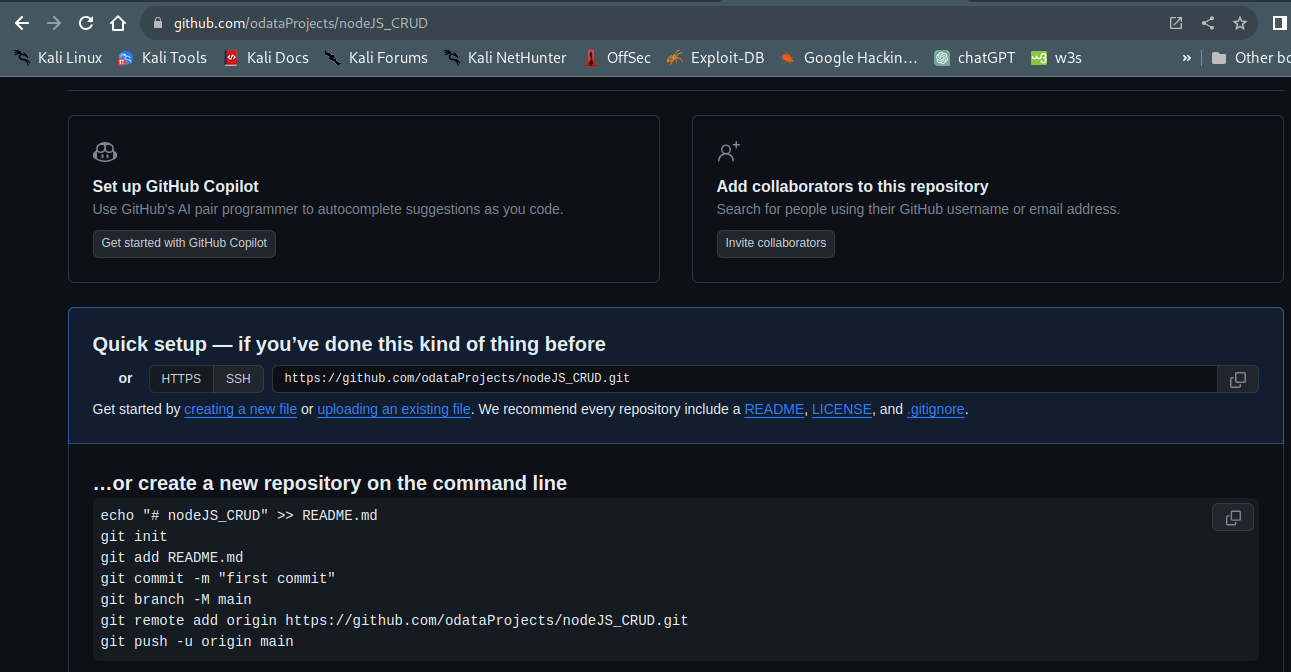 github.com/odataProjects/nodeJS_CRUD
Kali Linux Kali Tools Kali Docs Kali Forums Kali NetHunter OffSec Exploit-DB Google Hackin… chatGPT w3s » Other bo
Set up GitHub Copilot
Use GitHub's AI pair programmer to autocomplete suggestions as you code.
Get started with GitHub Copilot
Add collaborators to this repository
Search for people using their GitHub username or email address.
Invite collaborators
Quick setup — if you’ve done this kind of thing before
or HTTPS SSH https://github.com/odataProjects/nodeJS_CRUD.git
Get started by creating a new file or uploading an existing file. We recommend every repository include a README, LICENSE, and .gitignore.
…or create a new repository on the command line
echo "# nodeJS_CRUD" >> README.md
git init
git add README.md
git commit -m "first commit"
git branch -M main
git remote add origin https://github.com/odataProjects/nodeJS_CRUD.git
git push -u origin main